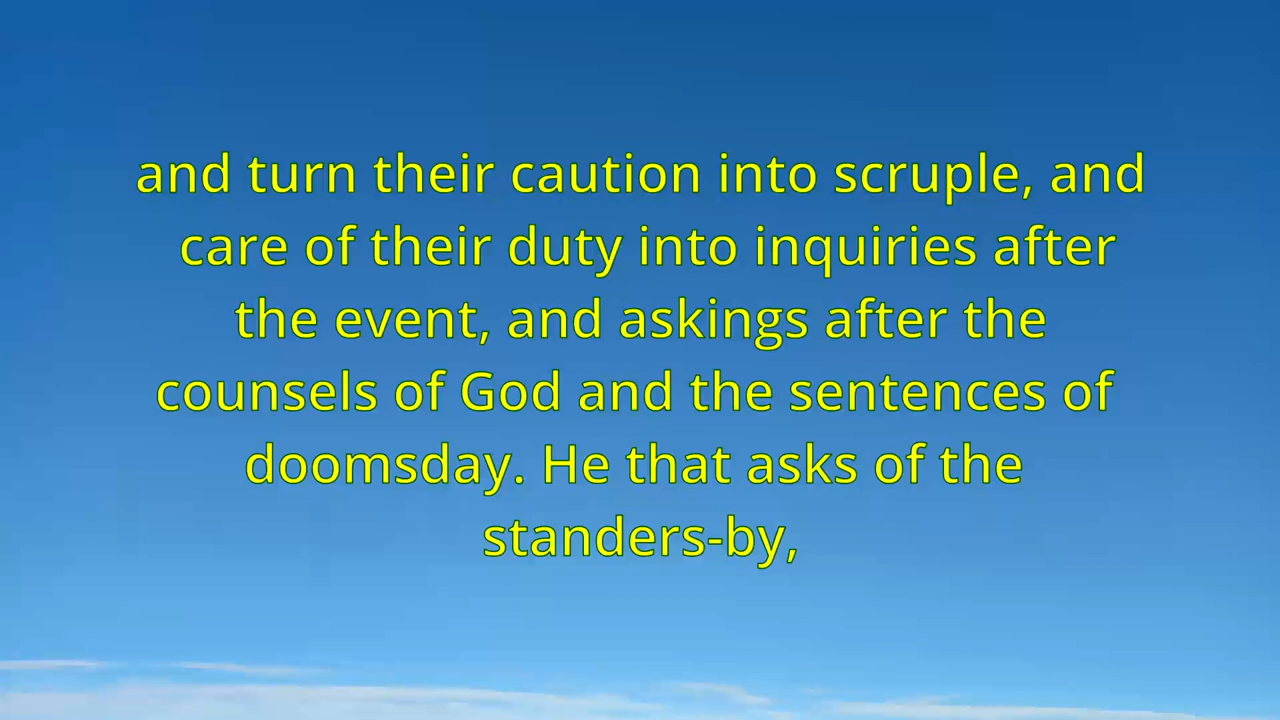 and turn their caution into scruple, and
care of their duty into inquiries after
the event, and askings after the
counsels of God and the sentences of
doomsday. He that asks of the
standers-by,